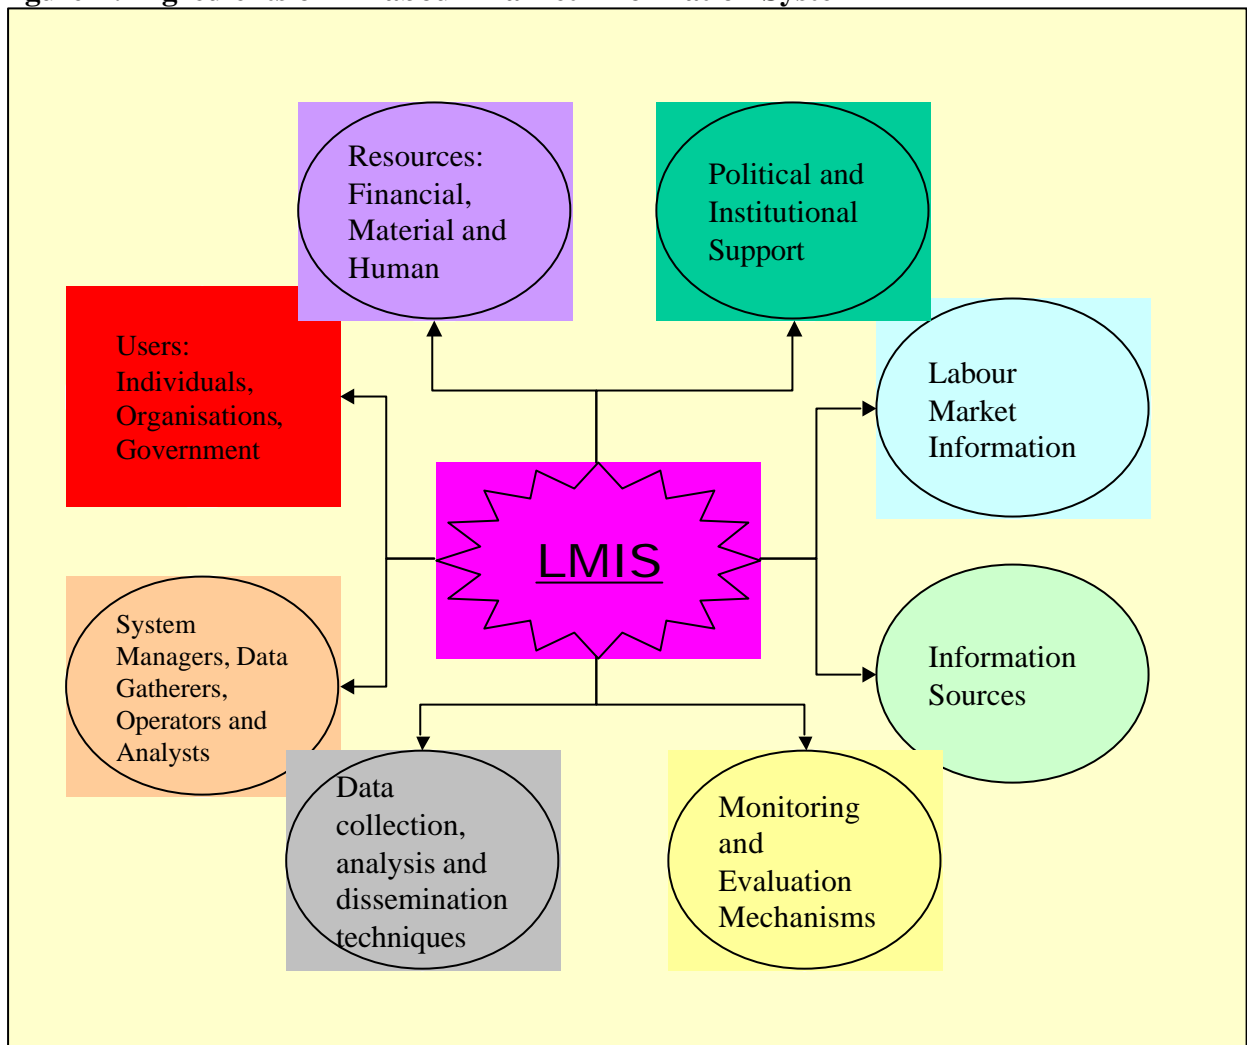 Resources:
Financial,
Material and
Human
Political and
Institutional
Support
Users:
Individuals,
Organisations,
Government
Labour
Market
Information
LMIS
System
Managers, Data
Gatherers,
Operators and
Analysts
Information
Sources
Data
collection,
analysis and
dissemination
techniques
Monitoring
and
Evaluation
Mechanisms